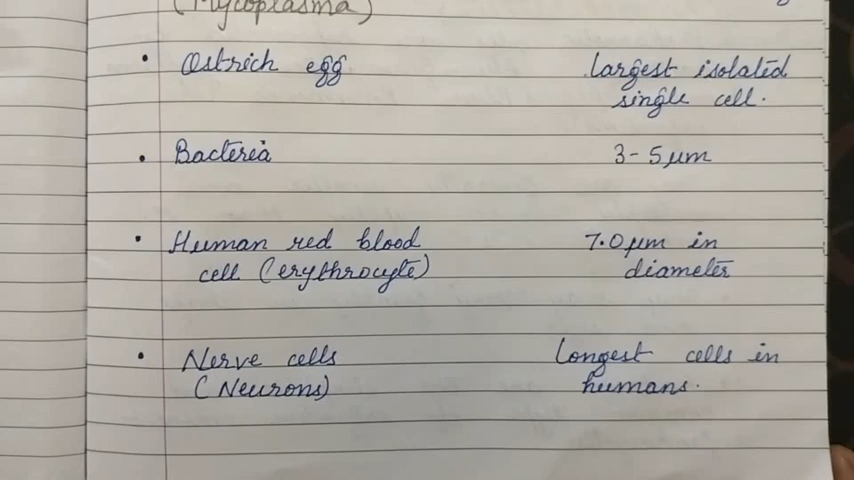 (Mycoplasma)
• Ostrich egg
largest isolated
single cell.
• Bacteria
3-5 μm
• Human red blood
cell (erythrocyte)
7.0 μm in
diameter
• Nerve cells
(Neurons)
Longest cells in
humans.